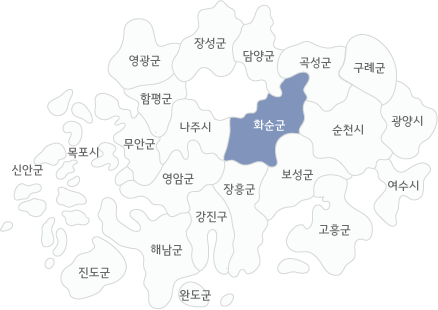 장성군
담양군
곡성군
구례군
영광군
함평군
나주시
화순군
순천시
광양시
무안군
목포시
신안군
영암군
장흥군
보성군
여수시
강진구
고흥군
해남군
진도군
완도군